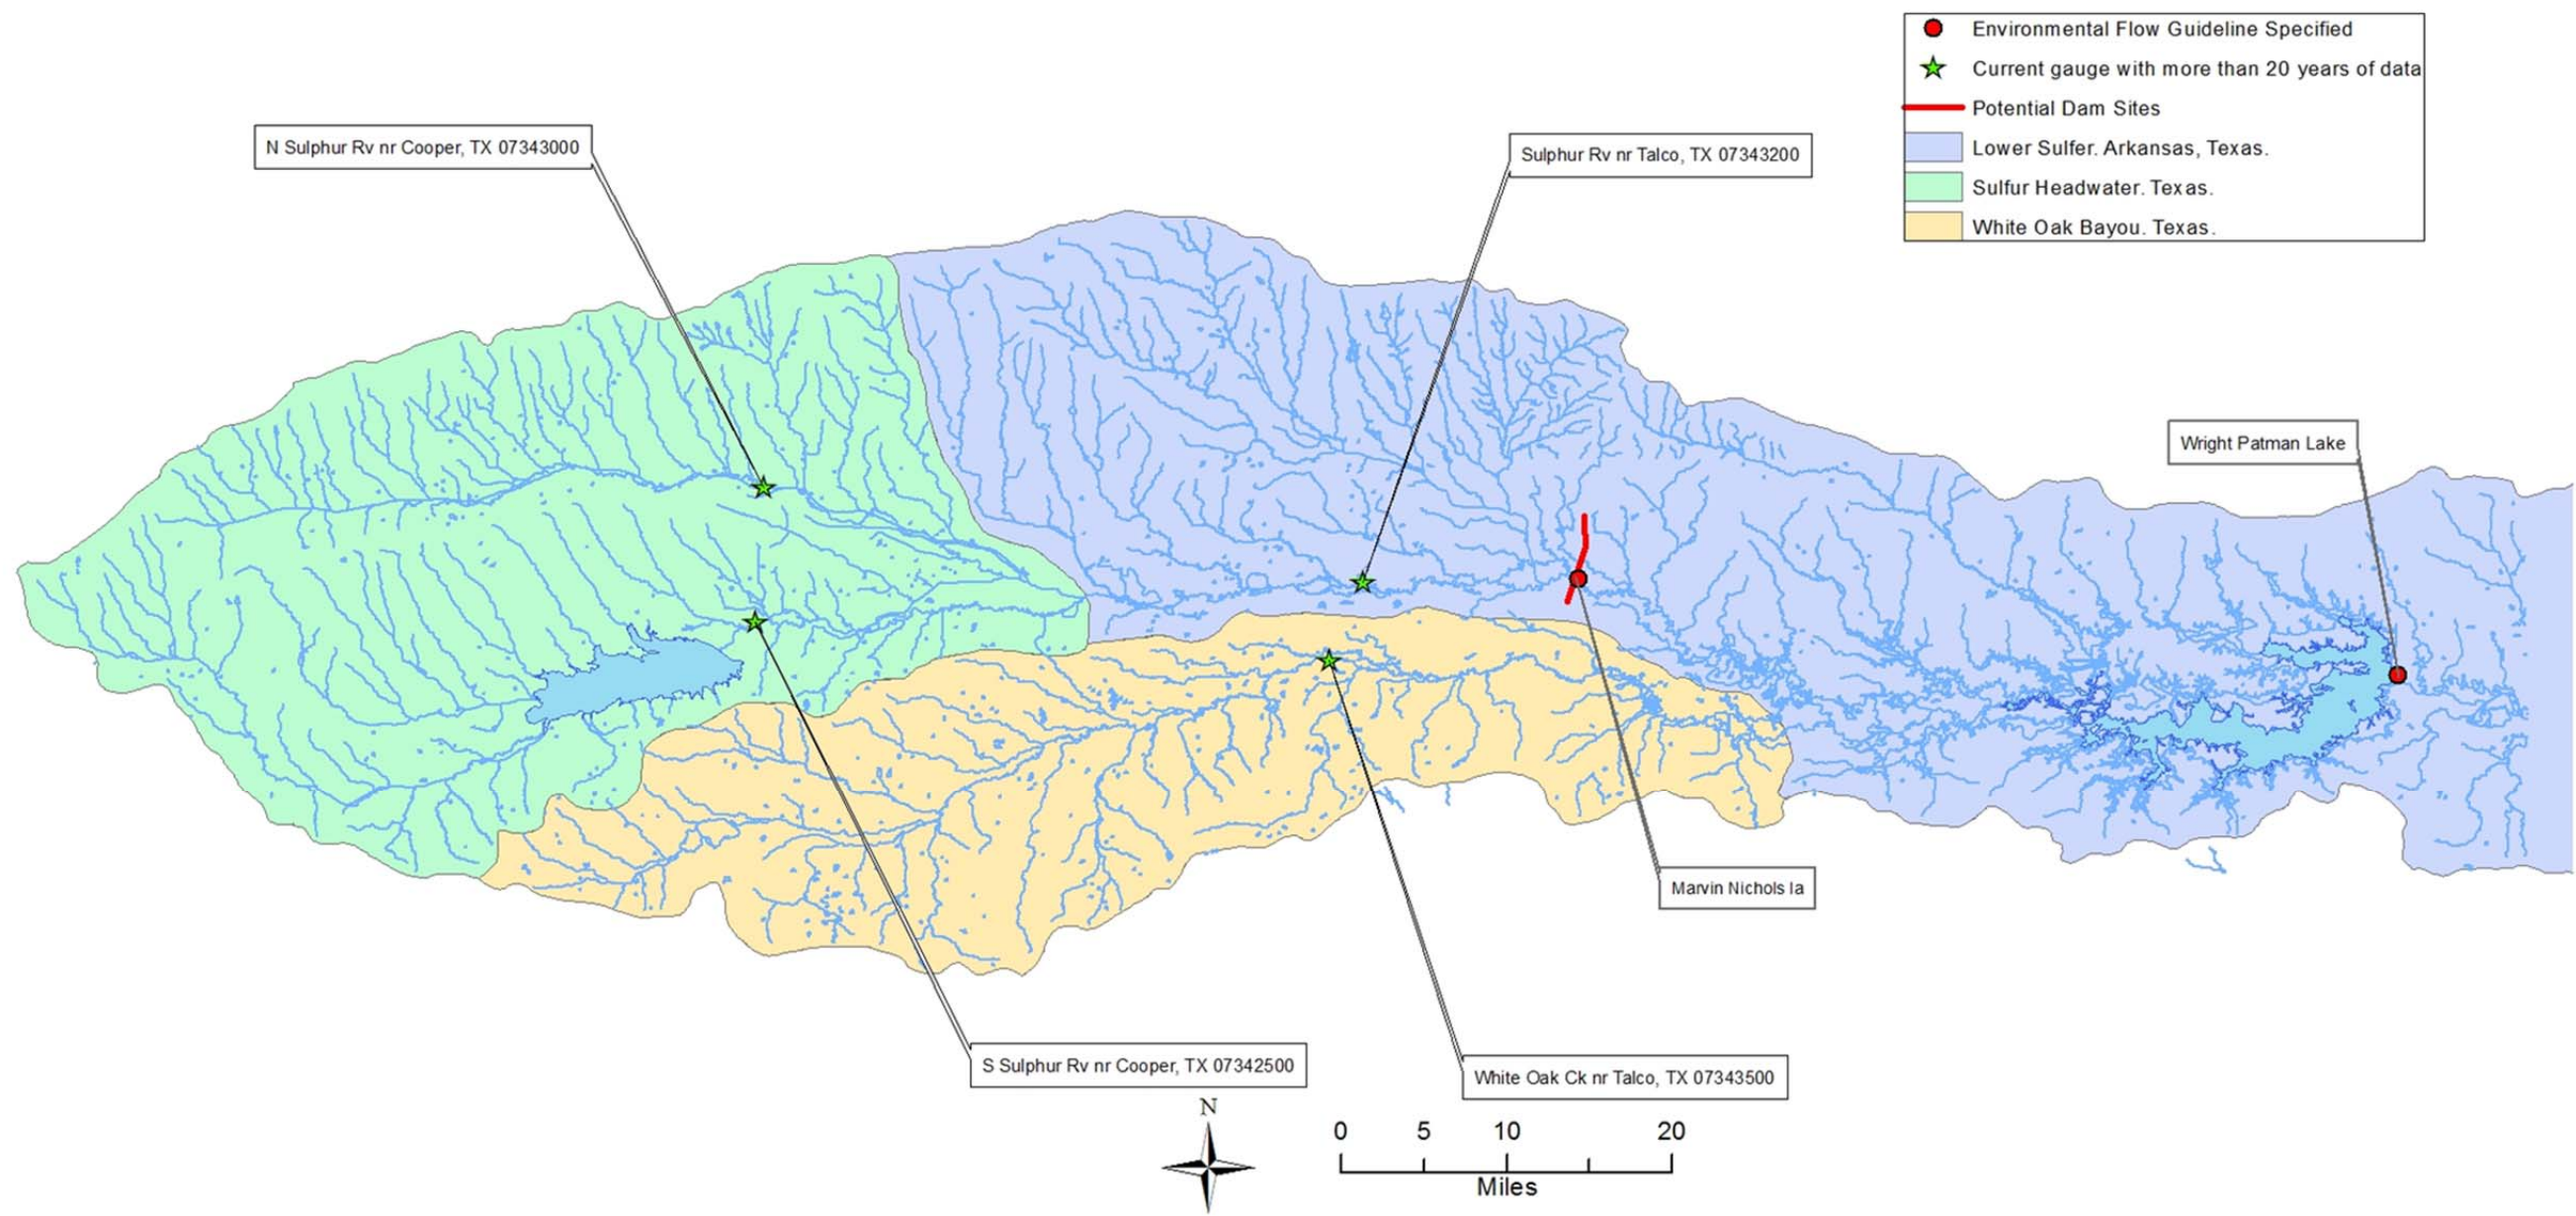 Environmental Flow Guideline Specified
Current gauge with more than 20 years of data
Potential Dam Sites
Lower Sulfer. Arkansas, Texas.
Sulfur Headwater. Texas.
White Oak Bayou. Texas.
N Sulphur Rv nr Cooper, TX 07343000
Sulphur Rv nr Talco, TX 07343200
Wright Patman Lake
Marvin Nichols Ia
S Sulphur Rv nr Cooper, TX 07342500
White Oak Ck nr Talco, TX 07343500
N
0 5 10 20
Miles